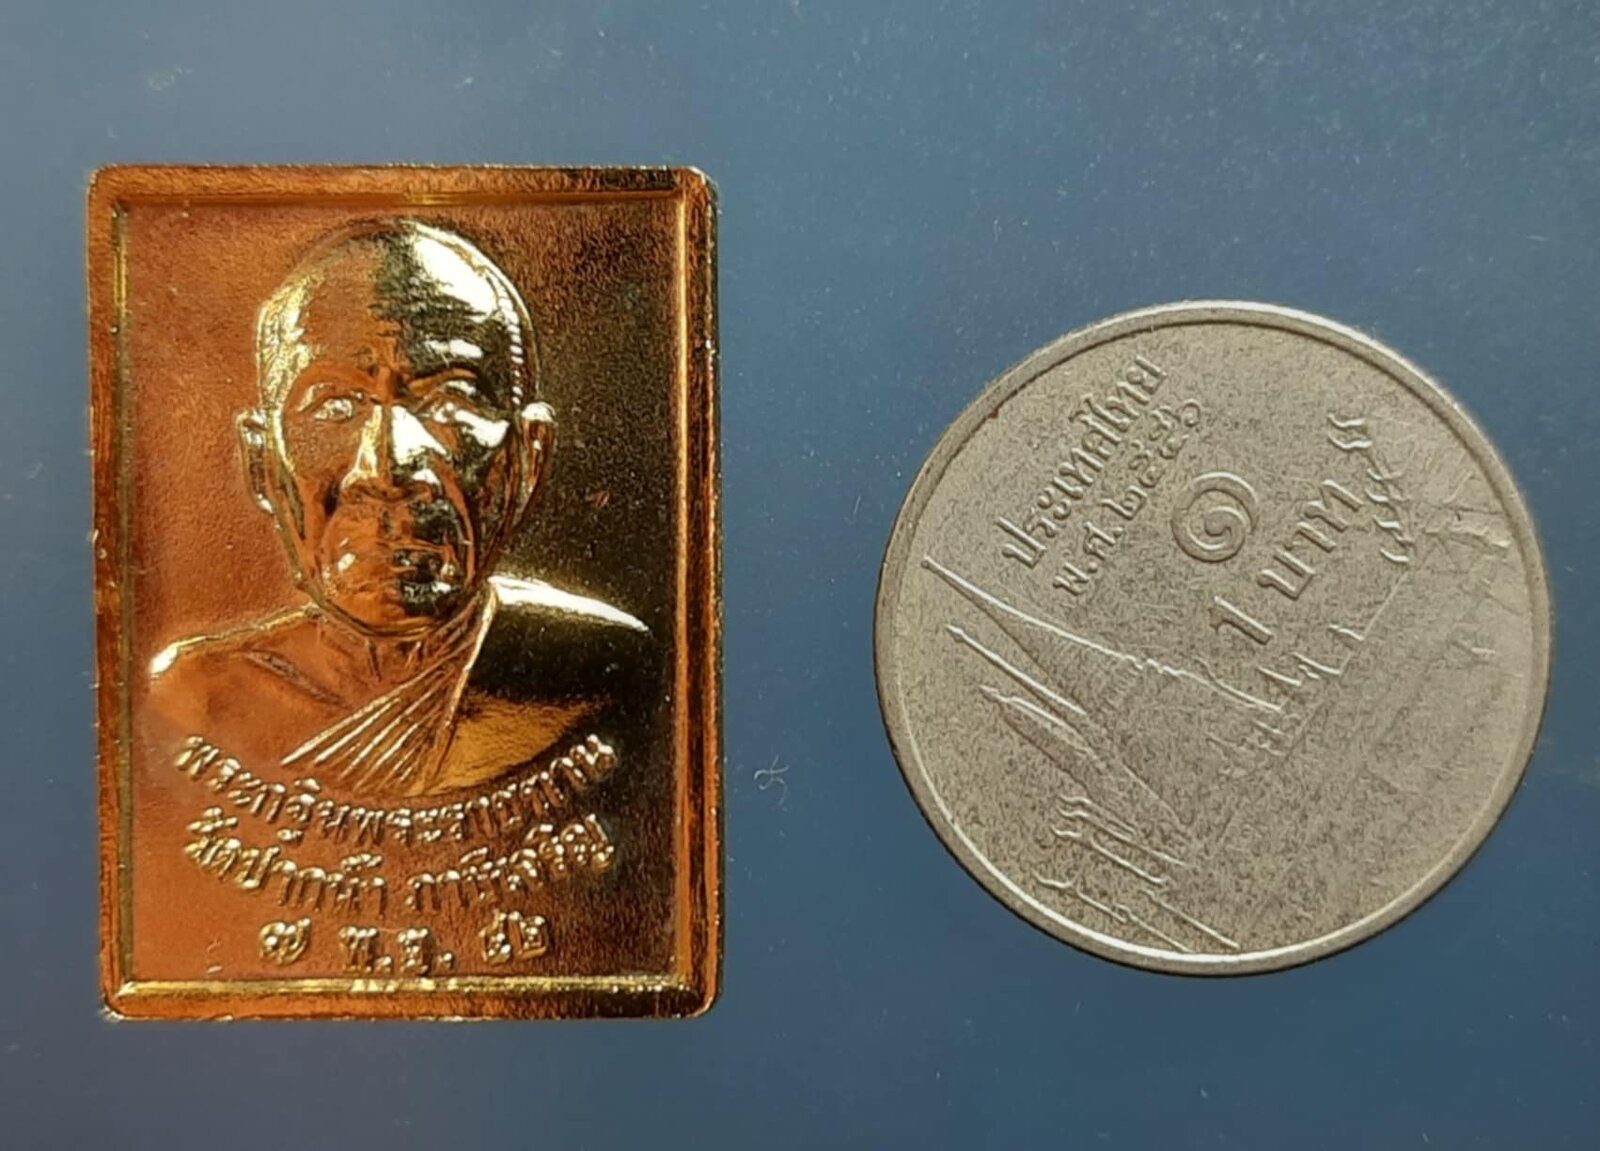 พระกฐินพระราชทาน
วัดปากน้ำ ภาษีเจริญ
๗ พ.ย. ๕๒
ประเทศไทย
พ.ศ. ๒๕๕๐
๑
1 บาท